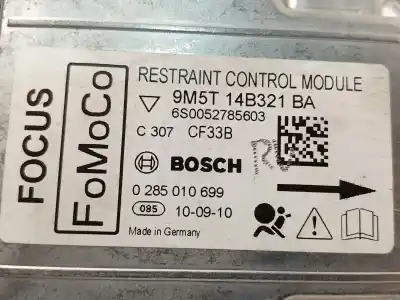 FOCUS
FoMoCo
RESTRAINT CONTROL MODULE
9M5T 14B321 BA
6S0052785603
C 307 CF33B
BOSCH
0 285 010 699
085 10-09-10
Made in Germany